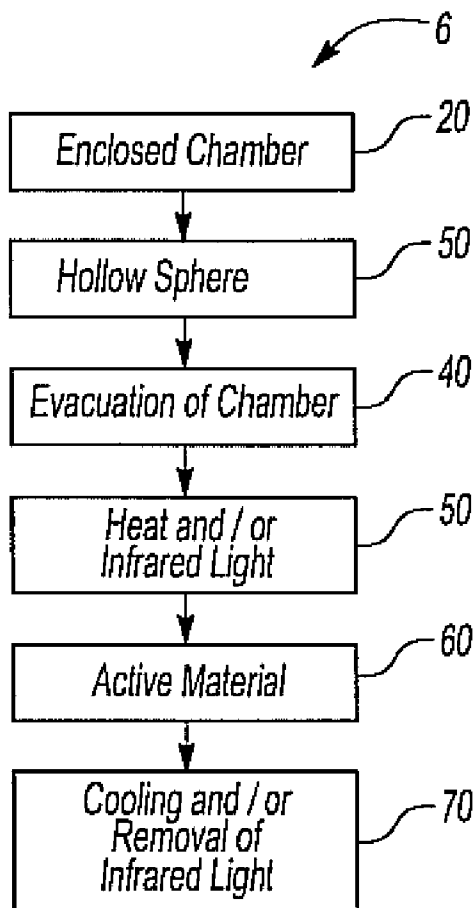 6
Enclosed Chamber
20
Hollow Sphere
50
Evacuation of Chamber
40
Heat and / or
Infrared Light
50
Active Material
60
Cooling and / or
Removal of
Infrared Light
70